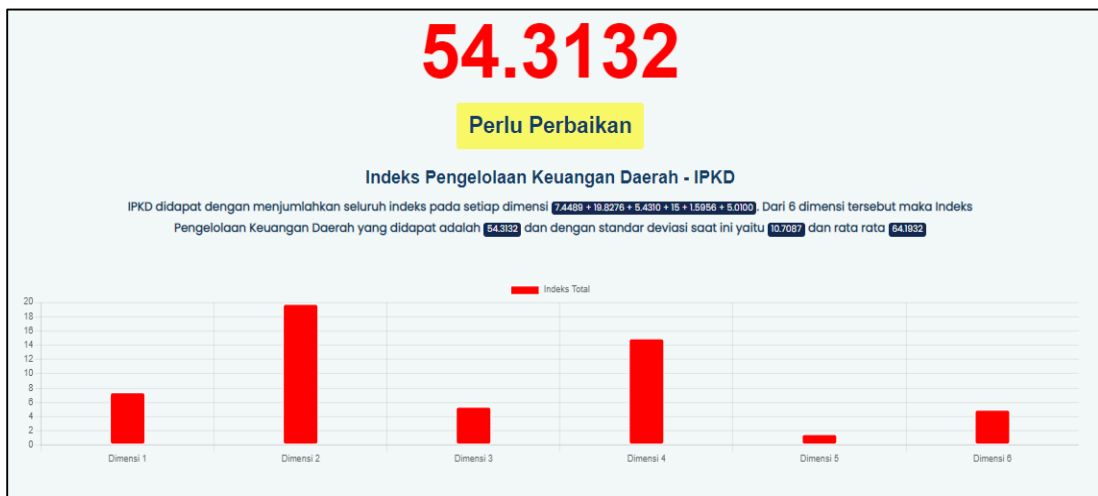 54.3132
Perlu Perbaikan
Indeks Pengelolaan Keuangan Daerah - IPKD
IPKD didapat dengan menjumlahkan seluruh indeks pada setiap dimensi 7.4489 + 19.8276 + 5.4310 + 15 + 1.5956 + 5.0100. Dari 6 dimensi tersebut maka Indeks
Pengelolaan Keuangan Daerah yang didapat adalah 54.3132 dan dengan standar deviasi saat ini yaitu 10.7087 dan rata rata 64.1932
Indeks Total
20
18
16
14
12
10
8
6
4
2
0
Dimensi 1 Dimensi 2 Dimensi 3 Dimensi 4 Dimensi 5 Dimensi 6